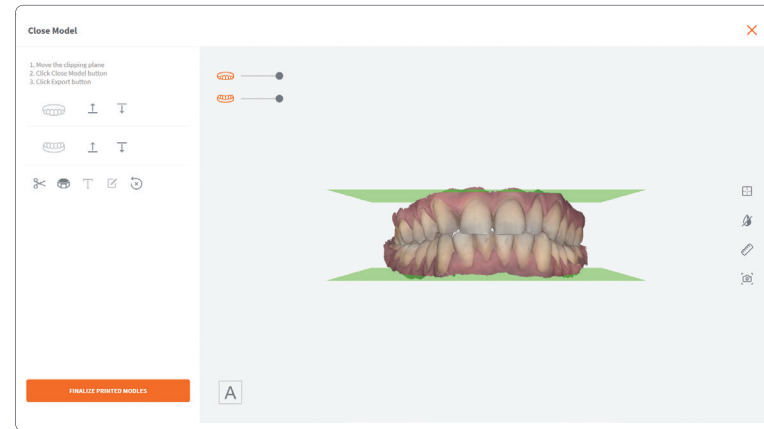 Close Model
1. Move the clipping plane
2. Click Close Model button
3. Click Export button
T
FINALIZE PRINTED MODLES
A